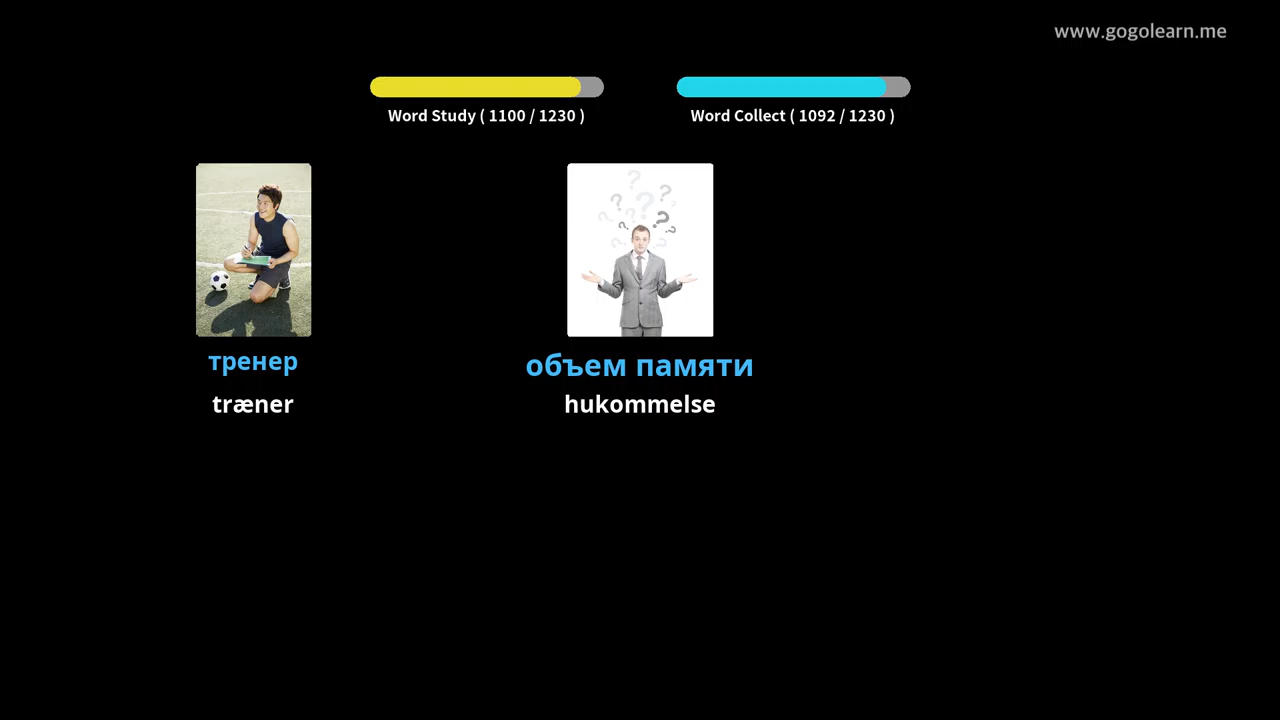 www.gogolearn.me
Word Study ( 1100 / 1230 )
Word Collect ( 1092 / 1230 )
тренер
træner
объем памяти
hukommelse